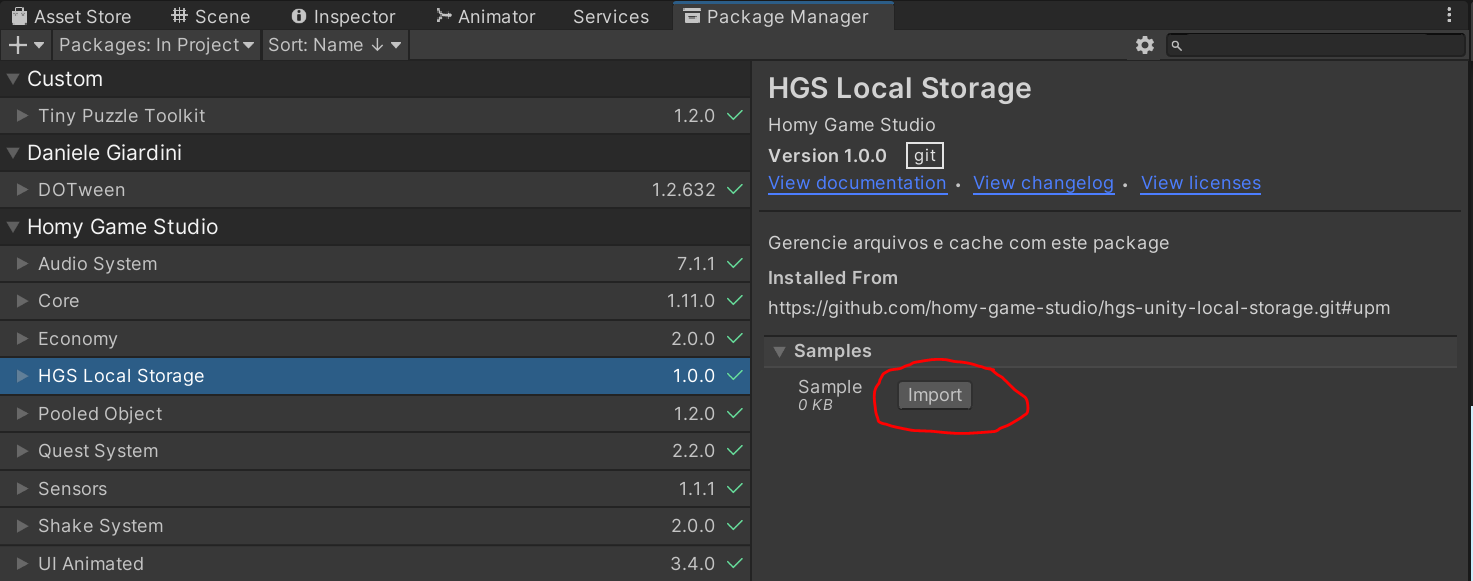 Asset Store Scene Inspector Animator Services Package Manager
Packages: In Project Sort: Name ↓
Custom
Tiny Puzzle Toolkit 1.2.0
Daniele Giardini
DOTween 1.2.632
Homy Game Studio
Audio System 7.1.1
Core 1.11.0
Economy 2.0.0
HGS Local Storage 1.0.0
Pooled Object 1.2.0
Quest System 2.2.0
Sensors 1.1.1
Shake System 2.0.0
UI Animated 3.4.0
HGS Local Storage
Homy Game Studio
Version 1.0.0 git
View documentation • View changelog • View licenses
Gerencie arquivos e cache com este package
Installed From
https://github.com/homy-game-studio/hgs-unity-local-storage.git#upm
Samples
Sample Import
0 KB